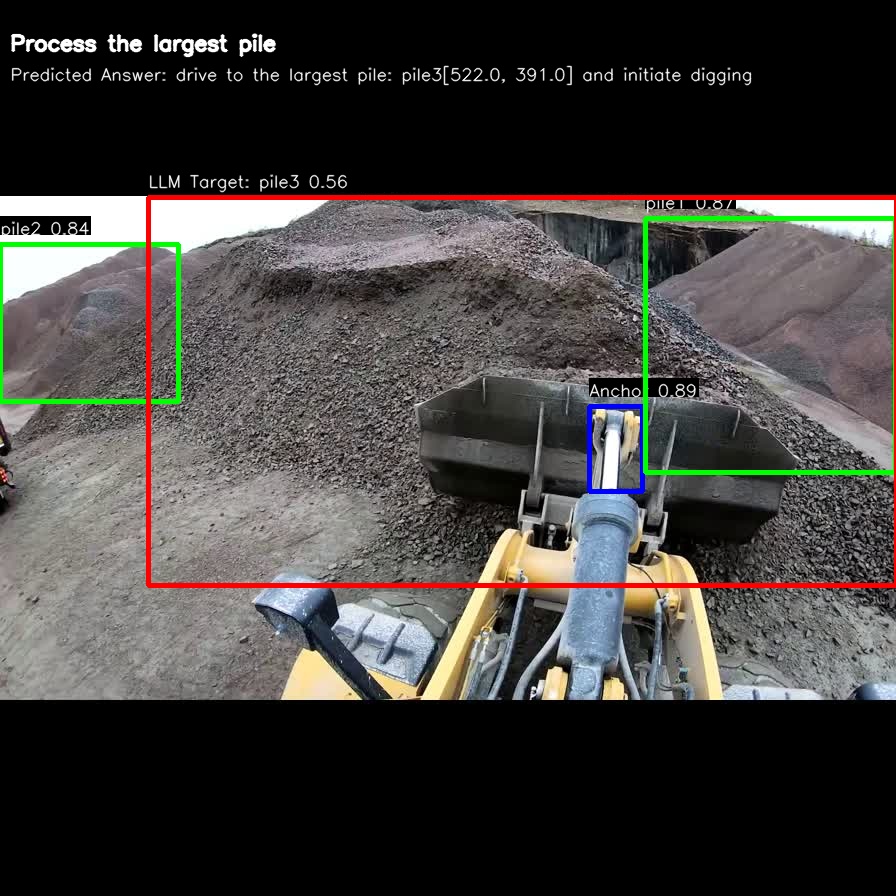 Process the largest pile
Predicted Answer: drive to the largest pile: pile3[522.0, 391.0] and initiate digging
LLM Target: pile3 0.56
pile1 0.87
pile2 0.84
Anchor 0.89